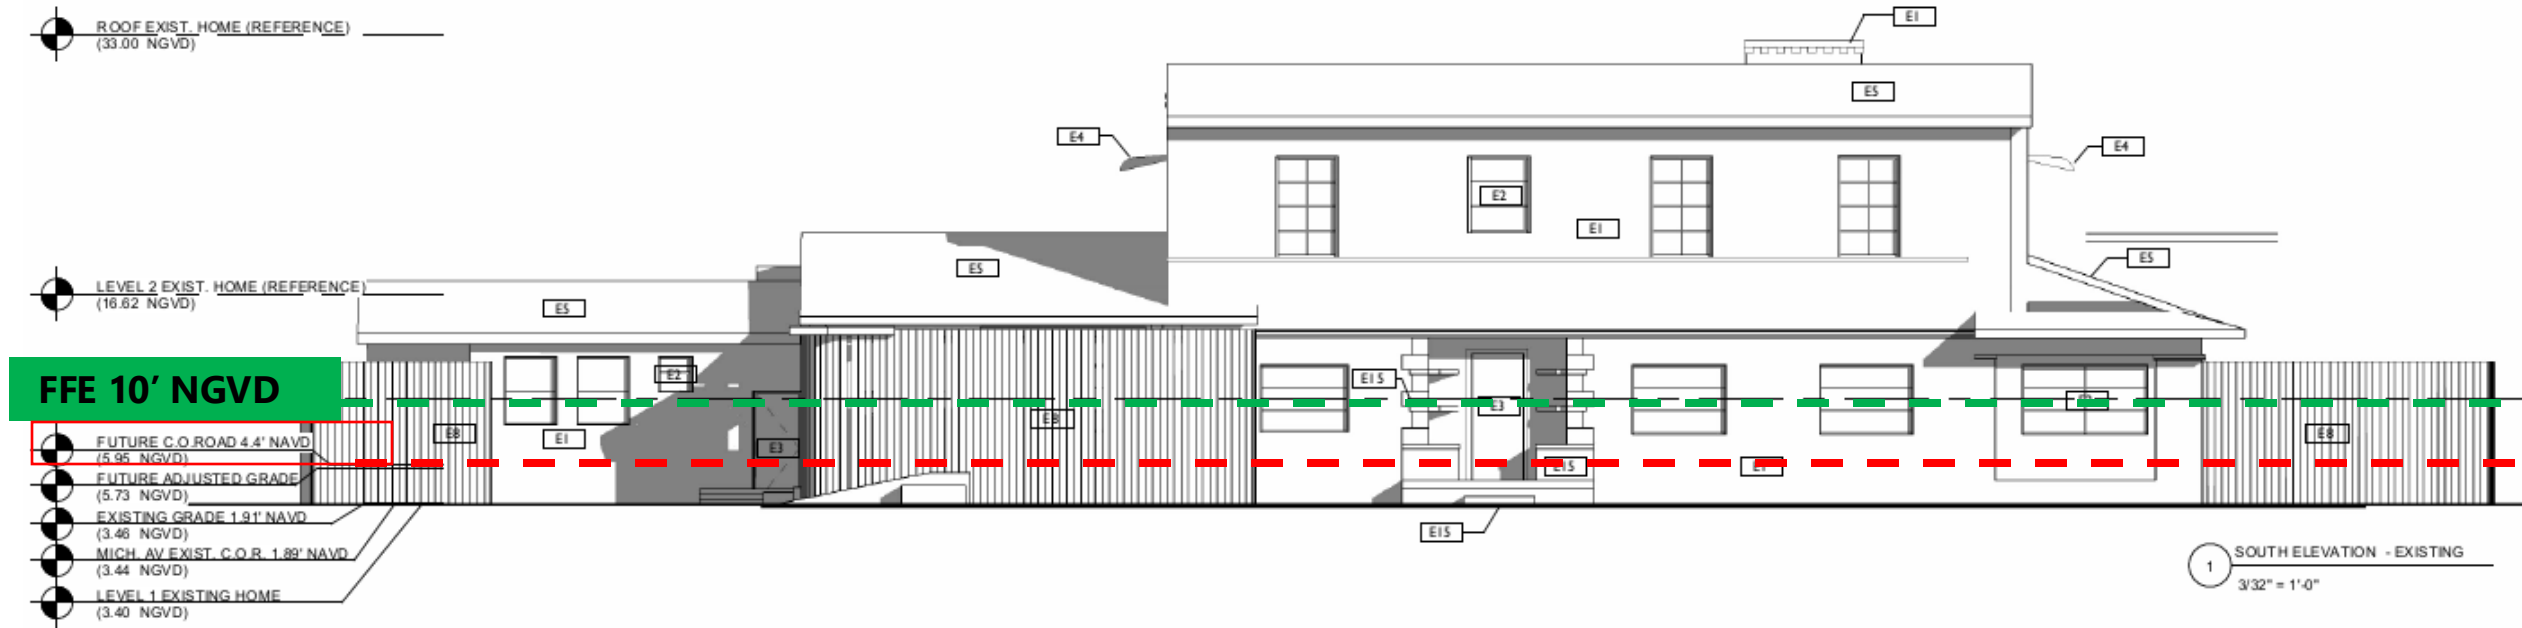 ROOF EXIST. HOME (REFERENCE)
(33.00 NGVD)
E1
E5
E4
E4
E2
E1
E5
E5
LEVEL 2 EXIST. HOME (REFERENCE)
(16.62 NGVD)
E5
FFE 10’ NGVD
E2
E15
E3
E8
E8
E1
E8
E3
E15
FUTURE C.O.ROAD 4.4' NAVD
(5.95 NGVD)
FUTURE ADJUSTED GRADE
(5.73 NGVD)
EXISTING GRADE 1.91' NAVD
(3.46 NGVD)
E15
MICH. AV EXIST. C.O.R. 1.89' NAVD
(3.44 NGVD)
LEVEL 1 EXISTING HOME
(3.40 NGVD)
1
SOUTH ELEVATION - EXISTING
3/32" = 1'-0"